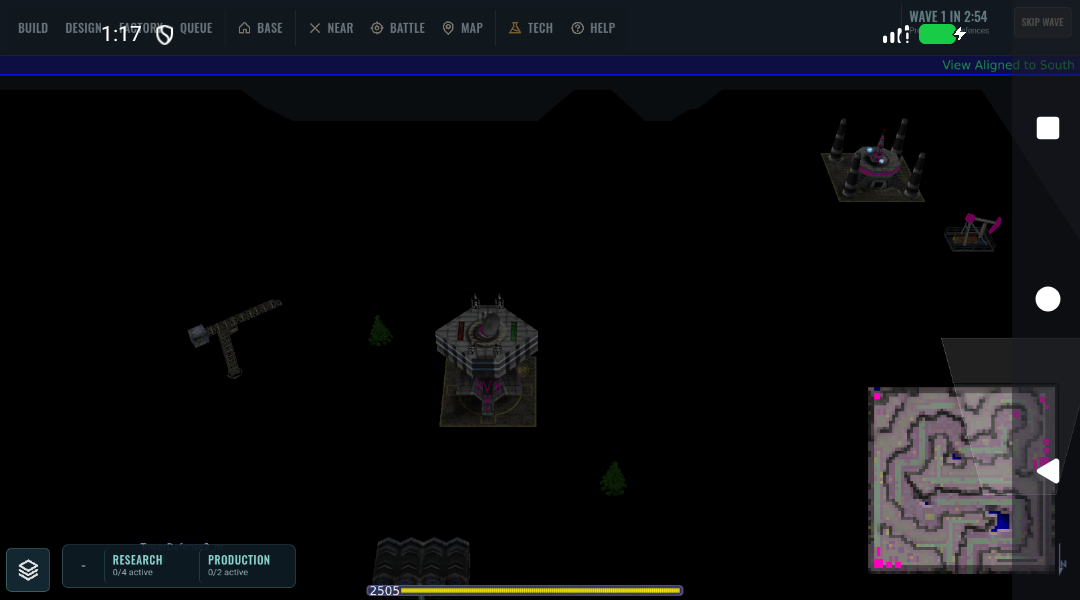 BUILD DESIGN FACTORY QUEUE BASE NEAR BATTLE MAP TECH HELP
1:17
WAVE 1 IN 2:54
SKIP WAVE
View Aligned to South
-
RESEARCH
0/4 active
PRODUCTION
0/2 active
2505